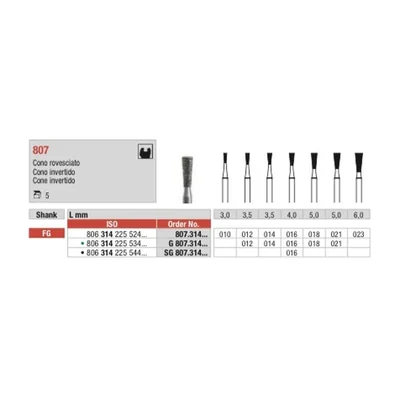 807
Cono rovesciato
Cono invertido
Cone invertido
5
Shank L mm 3,0 3,5 3,5 4,0 5,0 5,0 6,0
ISO Order No.
FG 806 314 225 524... 807.314... 010 012 014 016 018 021 023
806 314 225 534... G 807.314... 012 014 016 018 021
806 314 225 544... SG 807.314... 016